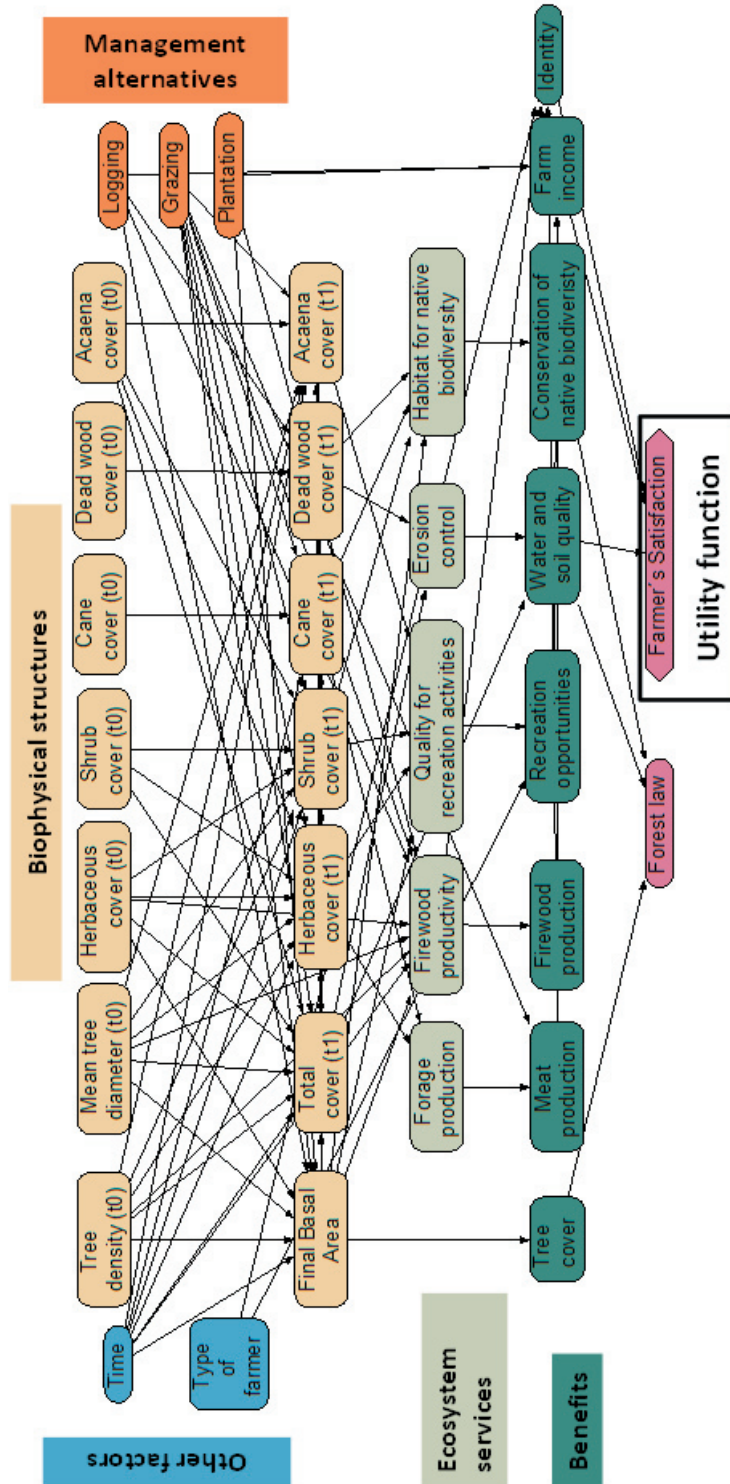 Biophysical structures
Management
alternatives
Other factors
Time
Type
of
farmer
Tree
density (t0)
Mean tree
diameter (t0)
Herbaceous
cover (t0)
Shrub
cover (t0)
Cane
cover (t0)
Dead wood
cover (t0)
Acaena
cover (t0)
Logging
Grazing
Plantation
Final Basal
Area
Total
cover (t1)
Herbaceous
cover (t1)
Shrub
cover (t1)
Cane
cover (t1)
Dead wood
cover (t1)
Acaena
cover (t1)
Ecosystem
services
Forage
production
Firewood
productivity
Quality for
recreation activities
Erosion
control
Habitat for native
biodiversity
Benefits
Tree
cover
Meat
production
Firewood
production
Recreation
opportunities
Water and
soil quality
Conservation of
native biodiveristy
Farm
income
Identity
Forest law
Farmer´s Satisfaction
Utility function